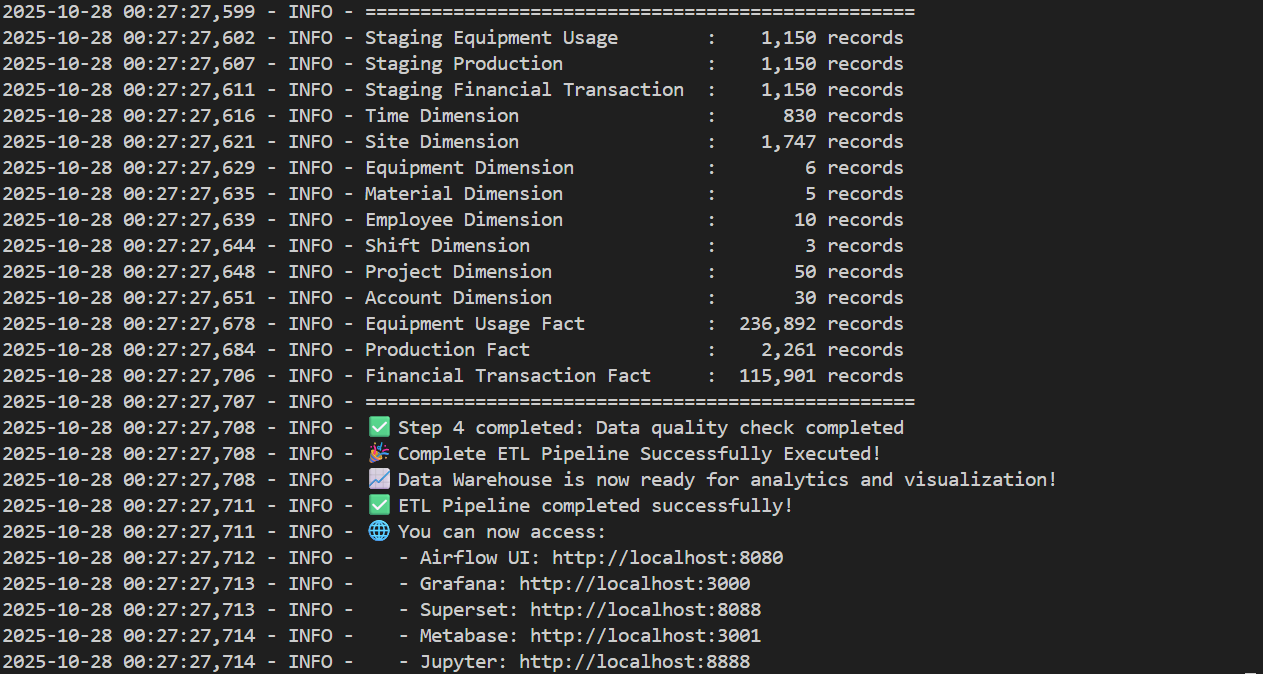 2025-10-28 00:27:27,599 - INFO - ==================================================
2025-10-28 00:27:27,602 - INFO - Staging Equipment Usage        :    1,150 records
2025-10-28 00:27:27,607 - INFO - Staging Production             :    1,150 records
2025-10-28 00:27:27,611 - INFO - Staging Financial Transaction  :    1,150 records
2025-10-28 00:27:27,616 - INFO - Time Dimension                 :      830 records
2025-10-28 00:27:27,621 - INFO - Site Dimension                 :    1,747 records
2025-10-28 00:27:27,629 - INFO - Equipment Dimension            :        6 records
2025-10-28 00:27:27,635 - INFO - Material Dimension             :        5 records
2025-10-28 00:27:27,639 - INFO - Employee Dimension             :       10 records
2025-10-28 00:27:27,644 - INFO - Shift Dimension                :        3 records
2025-10-28 00:27:27,648 - INFO - Project Dimension              :       50 records
2025-10-28 00:27:27,651 - INFO - Account Dimension              :       30 records
2025-10-28 00:27:27,678 - INFO - Equipment Usage Fact           :  236,892 records
2025-10-28 00:27:27,684 - INFO - Production Fact                :    2,261 records
2025-10-28 00:27:27,706 - INFO - Financial Transaction Fact     :  115,901 records
2025-10-28 00:27:27,707 - INFO - ==================================================
2025-10-28 00:27:27,708 - INFO - ✅ Step 4 completed: Data quality check completed
2025-10-28 00:27:27,708 - INFO - 🎉 Complete ETL Pipeline Successfully Executed!
2025-10-28 00:27:27,708 - INFO - 📈 Data Warehouse is now ready for analytics and visualization!
2025-10-28 00:27:27,711 - INFO - ✅ ETL Pipeline completed successfully!
2025-10-28 00:27:27,711 - INFO - 🌐 You can now access:
2025-10-28 00:27:27,712 - INFO -    - Airflow UI: http://localhost:8080
2025-10-28 00:27:27,713 - INFO -    - Grafana: http://localhost:3000
2025-10-28 00:27:27,713 - INFO -    - Superset: http://localhost:8088
2025-10-28 00:27:27,714 - INFO -    - Metabase: http://localhost:3001
2025-10-28 00:27:27,714 - INFO -    - Jupyter: http://localhost:8888